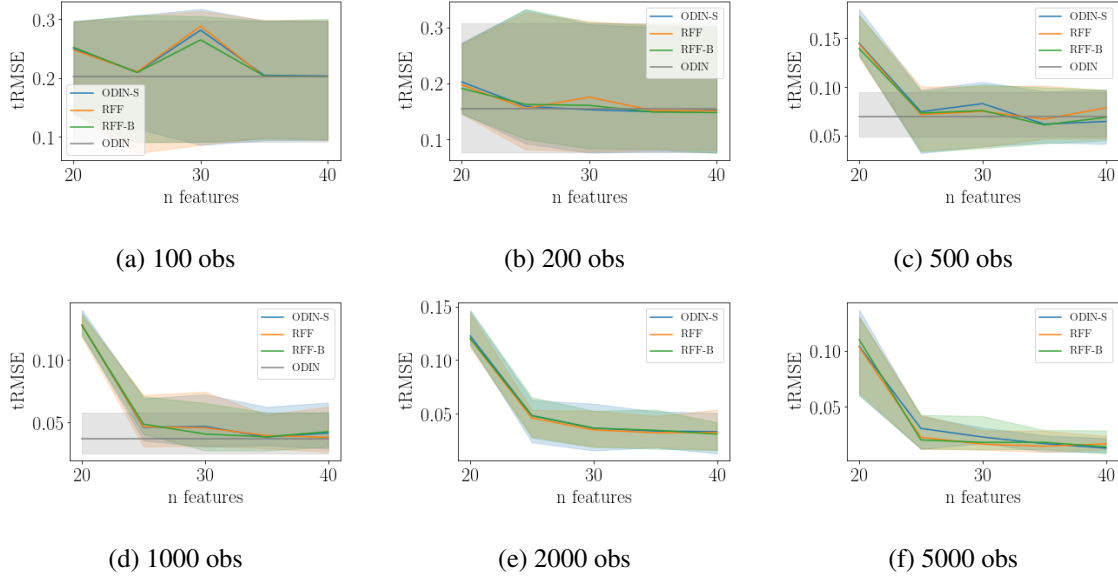 tRMSE
0.3
0.2
0.1
ODIN-S
RFF
RFF-B
ODIN
20
30
40
n features
(a) 100 obs
tRMSE
0.3
0.2
0.1
ODIN-S
RFF
RFF-B
ODIN
20
30
40
n features
(b) 200 obs
tRMSE
0.15
0.10
0.05
ODIN-S
RFF
RFF-B
ODIN
20
30
40
n features
(c) 500 obs
tRMSE
0.10
0.05
ODIN-S
RFF
RFF-B
ODIN
20
30
40
n features
(d) 1000 obs
tRMSE
0.15
0.10
0.05
ODIN-S
RFF
RFF-B
20
30
40
n features
(e) 2000 obs
tRMSE
0.10
0.05
ODIN-S
RFF
RFF-B
20
30
40
n features
(f) 5000 obs